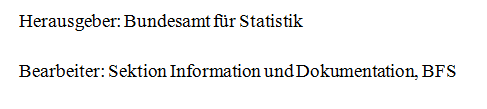 Herausgeber: Bundesamt für Statistik
Bearbeiter: Sektion Information und Dokumentation, BFS